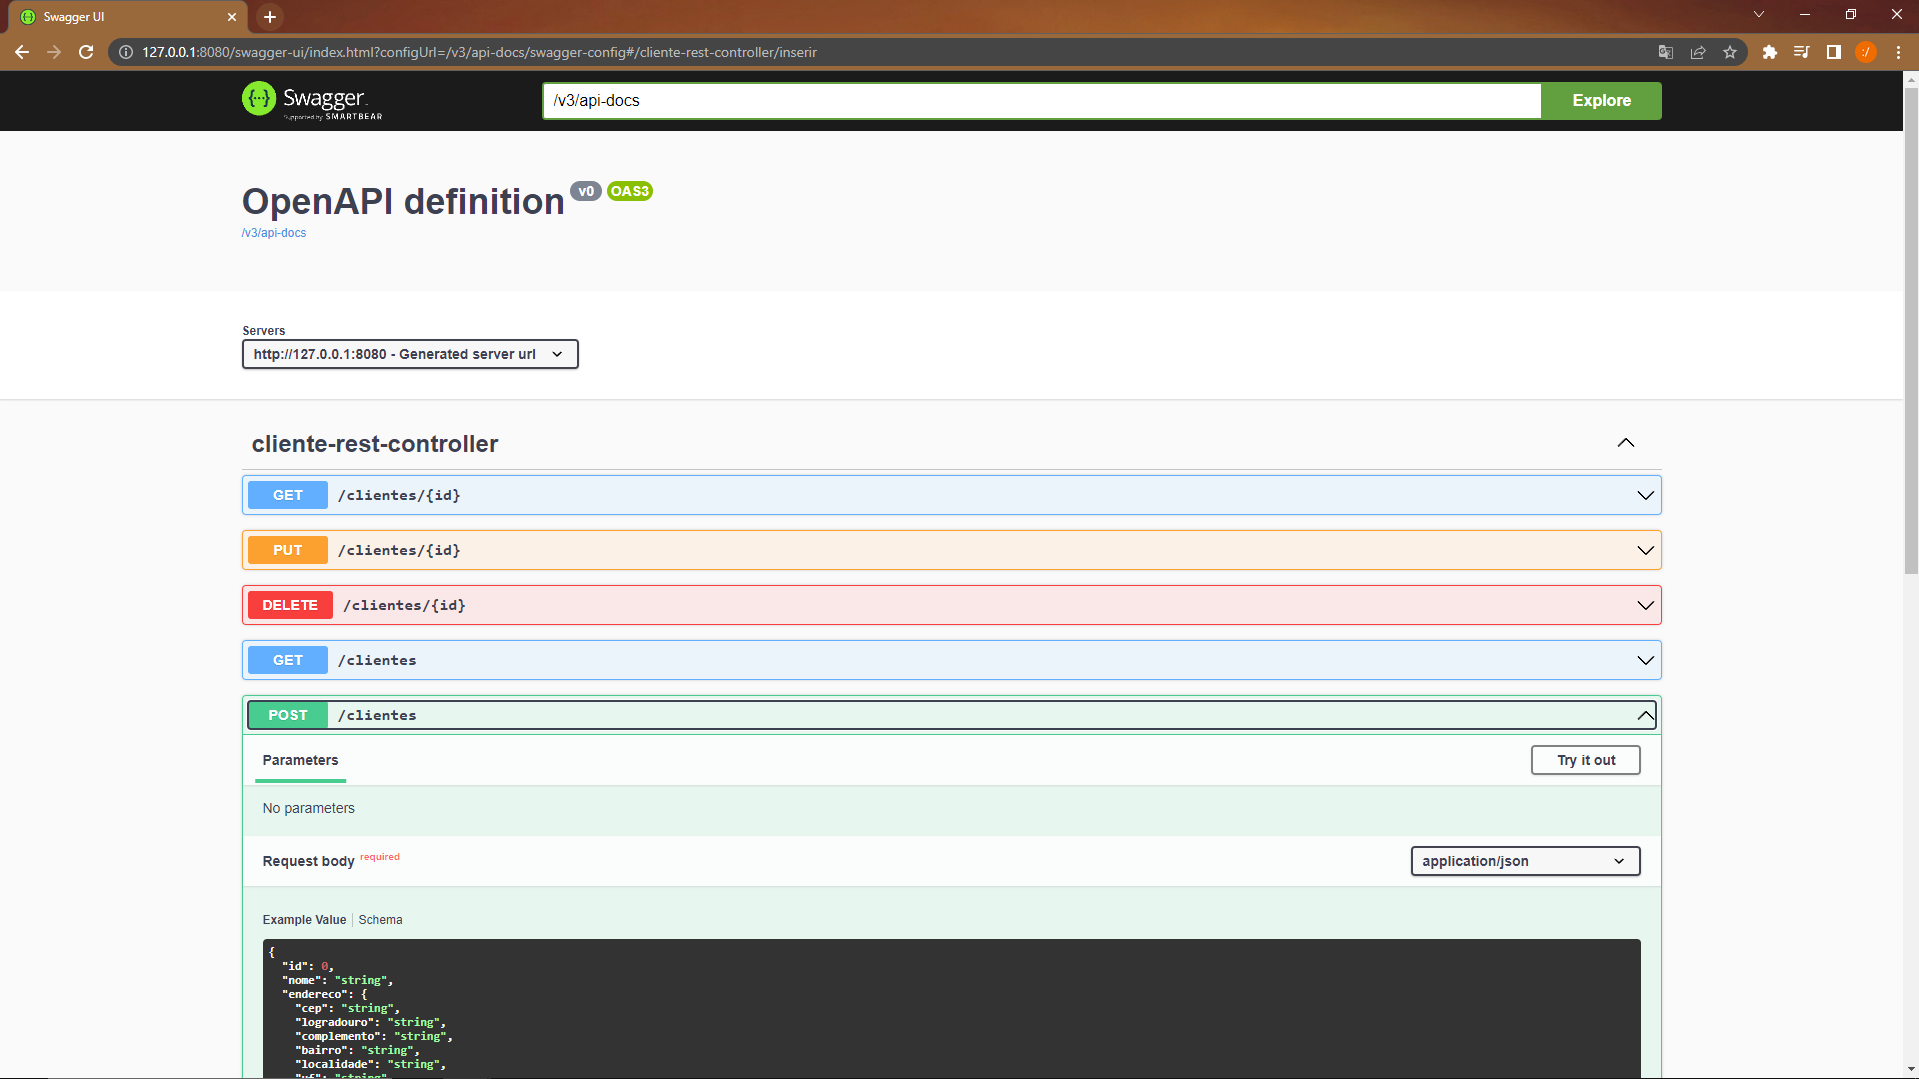 Swagger UI
127.0.0.1:8080/swagger-ui/index.html?configUrl=/v3/api-docs/swagger-config#/cliente-rest-controller/inserir
:/
{···} Swagger
Supported by SMARTBEAR
/v3/api-docs
Explore
OpenAPI definition v0 OAS3
/v3/api-docs
Servers
http://127.0.0.1:8080 - Generated server url
cliente-rest-controller
GET /clientes/{id}
PUT /clientes/{id}
DELETE /clientes/{id}
GET /clientes
POST /clientes
Parameters
Try it out
No parameters
Request body required
application/json
Example Value | Schema
{
"id": 0,
"nome": "string",
"endereco": {
"cep": "string",
"logradouro": "string",
"complemento": "string",
"bairro": "string",
"localidade": "string",
"uf": "string"